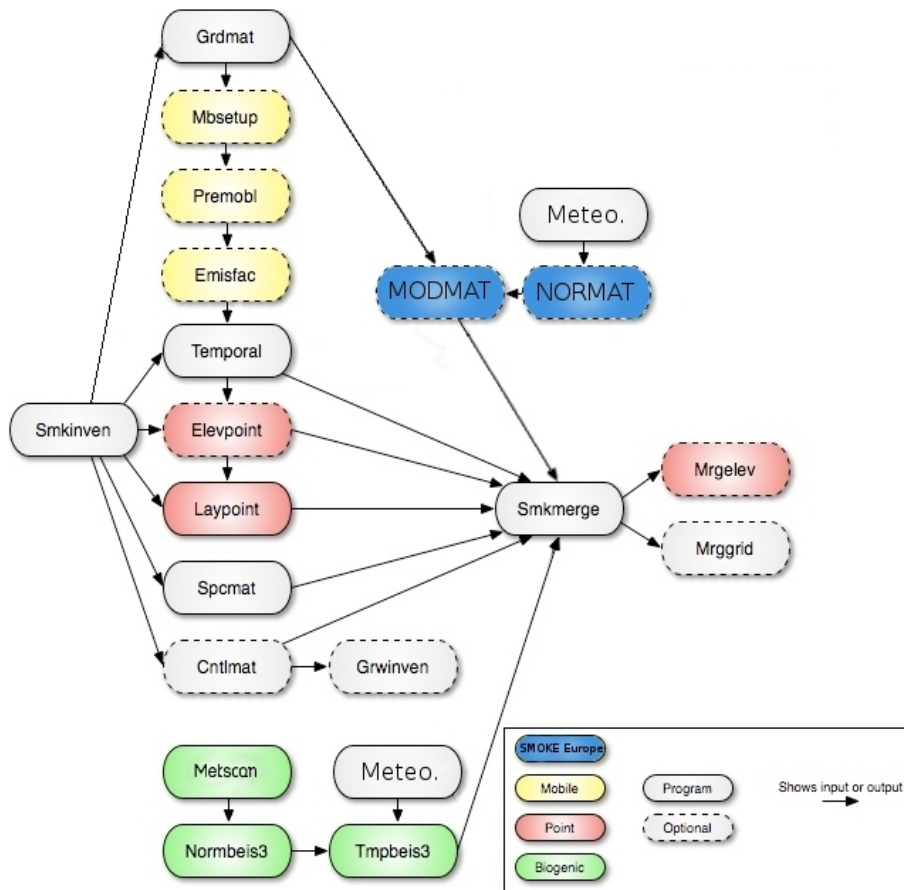 Grdmat
Mbsetup
Premobl
Meteo.
Emisfac
MODMAT
NORMAT
Temporal
Smkinven
Elevpoint
Mrgelev
Laypoint
Smkmerge
Mrggrid
Spcmat
Cntlmat
Grwinven
Metscan
Meteo.
Normbeis3
Tmpbeis3
SMOKE Europe
Mobile
Program
Shows input or output
Point
Optional
Biogenic